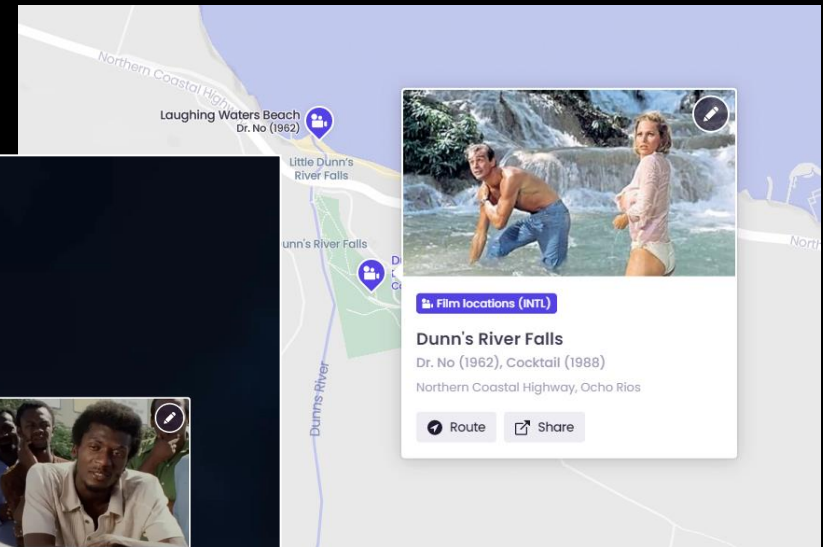 Northern Coastal High
Laughing Waters Beach
Dr. No (1962)
Little Dunn's
River Falls
unn's River Falls
D
Dunns River
North
Film locations (INTL)
Dunn's River Falls
Dr. No (1962), Cocktail (1988)
Northern Coastal Highway, Ocho Rios
Route
Share